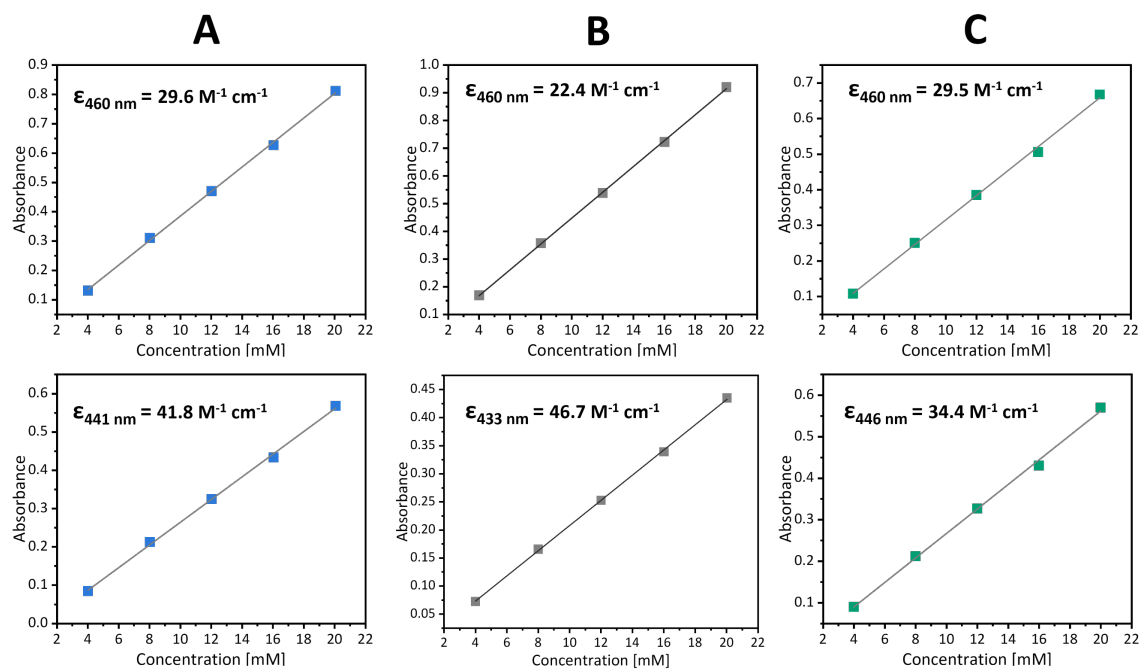 A
B
C
ε460 nm = 29.6 M-1 cm-1
Absorbance
0.9
0.8
0.7
0.6
0.5
0.4
0.3
0.2
0.1
2 4 6 8 10 12 14 16 18 20 22
Concentration [mM]
ε460 nm = 22.4 M-1 cm-1
Absorbance
1.0
0.9
0.8
0.7
0.6
0.5
0.4
0.3
0.2
0.1
2 4 6 8 10 12 14 16 18 20 22
Concentration [mM]
ε460 nm = 29.5 M-1 cm-1
Absorbance
0.7
0.6
0.5
0.4
0.3
0.2
0.1
2 4 6 8 10 12 14 16 18 20 22
Concentration [mM]
ε441 nm = 41.8 M-1 cm-1
Absorbance
0.6
0.5
0.4
0.3
0.2
0.1
0.0
2 4 6 8 10 12 14 16 18 20 22
Concentration [mM]
ε433 nm = 46.7 M-1 cm-1
Absorbance
0.45
0.40
0.35
0.30
0.25
0.20
0.15
0.10
0.05
2 4 6 8 10 12 14 16 18 20 22
Concentration [mM]
ε446 nm = 34.4 M-1 cm-1
Absorbance
0.6
0.5
0.4
0.3
0.2
0.1
2 4 6 8 10 12 14 16 18 20 22
Concentration [mM]